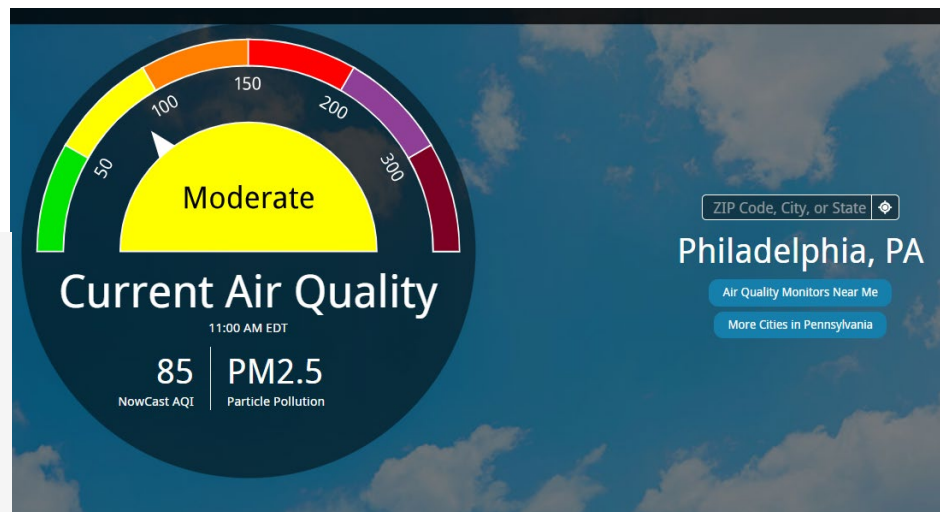 50
100
150
200
300
Moderate
Current Air Quality
11:00 AM EDT
85
NowCast AQI
PM2.5
Particle Pollution
ZIP Code, City, or State
Philadelphia, PA
Air Quality Monitors Near Me
More Cities in Pennsylvania